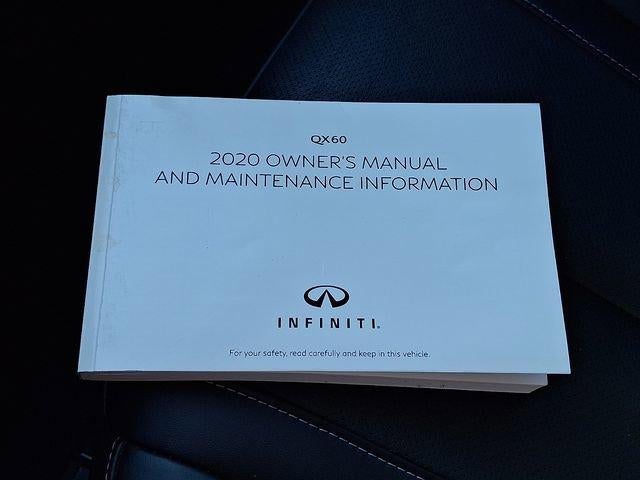 QX60
2020 OWNER'S MANUAL
AND MAINTENANCE INFORMATION
INFINITI®
For your safety, read carefully and keep in this vehicle.